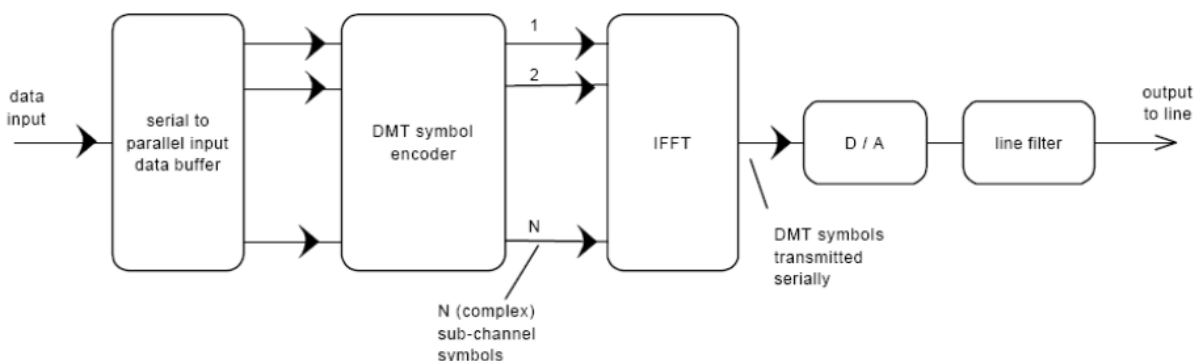 data
input
serial to
parallel input
data buffer
DMT symbol
encoder
1
2
N
N (complex)
sub-channel
symbols
IFFT
DMT symbols
transmitted
serially
D / A
line filter
output
to line